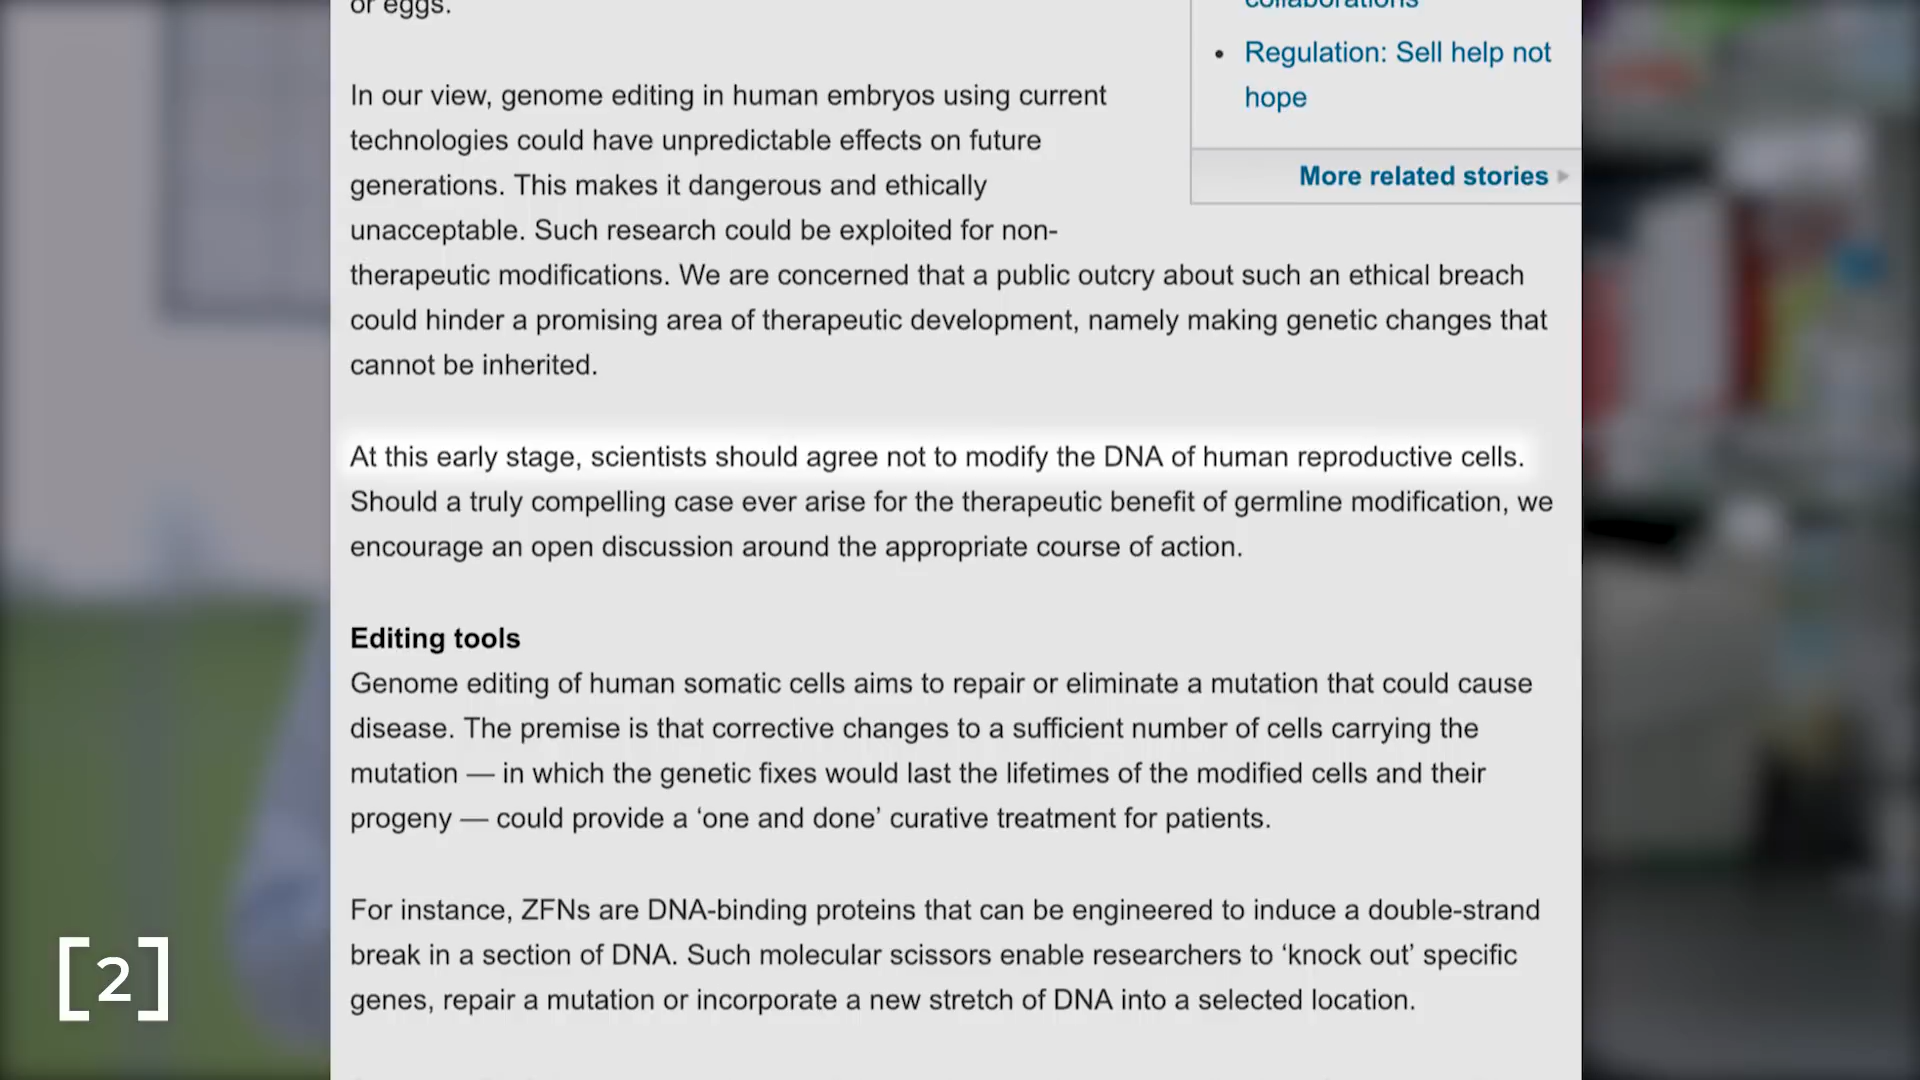 or eggs.
collaborations
Regulation: Sell help not
hope
More related stories
In our view, genome editing in human embryos using current
technologies could have unpredictable effects on future
generations. This makes it dangerous and ethically
unacceptable. Such research could be exploited for non-
therapeutic modifications. We are concerned that a public outcry about such an ethical breach
could hinder a promising area of therapeutic development, namely making genetic changes that
cannot be inherited.
At this early stage, scientists should agree not to modify the DNA of human reproductive cells.
Should a truly compelling case ever arise for the therapeutic benefit of germline modification, we
encourage an open discussion around the appropriate course of action.
Editing tools
Genome editing of human somatic cells aims to repair or eliminate a mutation that could cause
disease. The premise is that corrective changes to a sufficient number of cells carrying the
mutation — in which the genetic fixes would last the lifetimes of the modified cells and their
progeny — could provide a ‘one and done’ curative treatment for patients.
For instance, ZFNs are DNA-binding proteins that can be engineered to induce a double-strand
break in a section of DNA. Such molecular scissors enable researchers to ‘knock out’ specific
genes, repair a mutation or incorporate a new stretch of DNA into a selected location.
[2]